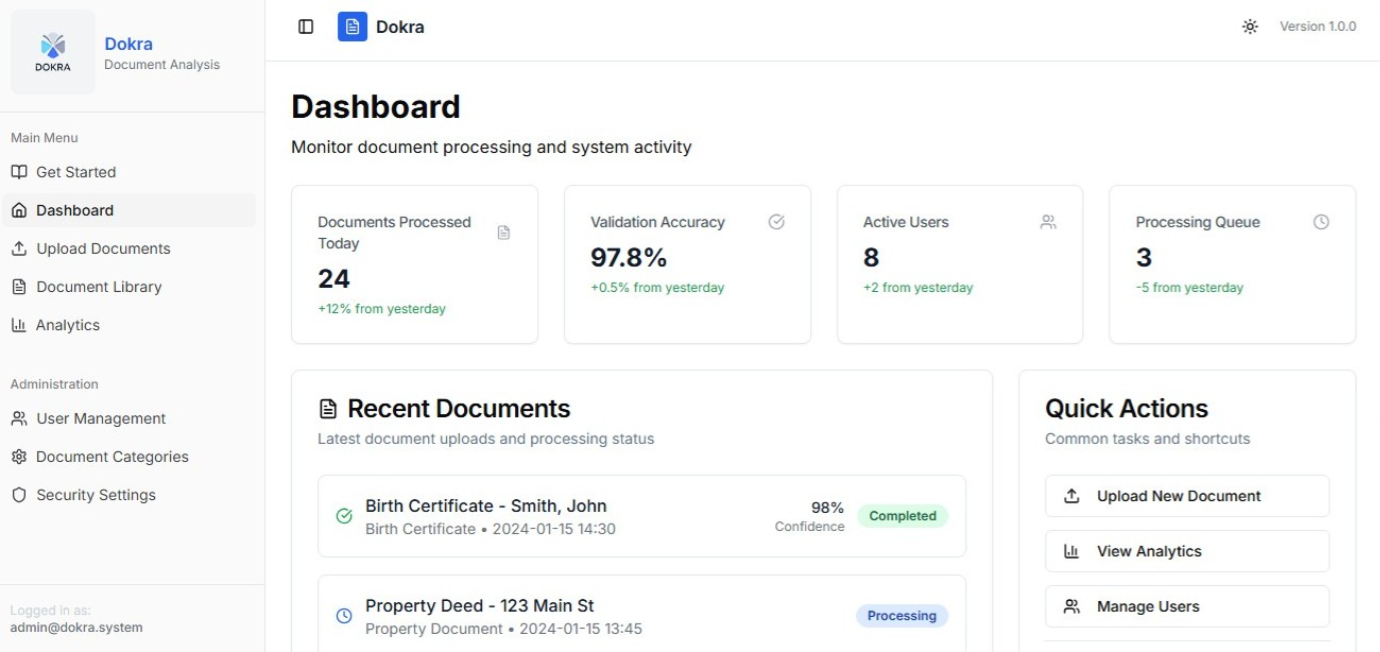 DOKRA
Dokra
Document Analysis
Main Menu
Get Started
Dashboard
Upload Documents
Document Library
Analytics
Administration
User Management
Document Categories
Security Settings
Logged in as:
admin@dokra.system
Dokra
Version 1.0.0
Dashboard
Monitor document processing and system activity
Documents Processed
Today
24
+12% from yesterday
Validation Accuracy
97.8%
+0.5% from yesterday
Active Users
8
+2 from yesterday
Processing Queue
3
-5 from yesterday
Recent Documents
Latest document uploads and processing status
Birth Certificate - Smith, John
Birth Certificate • 2024-01-15 14:30
98%
Confidence
Completed
Property Deed - 123 Main St
Property Document • 2024-01-15 13:45
Processing
Quick Actions
Common tasks and shortcuts
Upload New Document
View Analytics
Manage Users